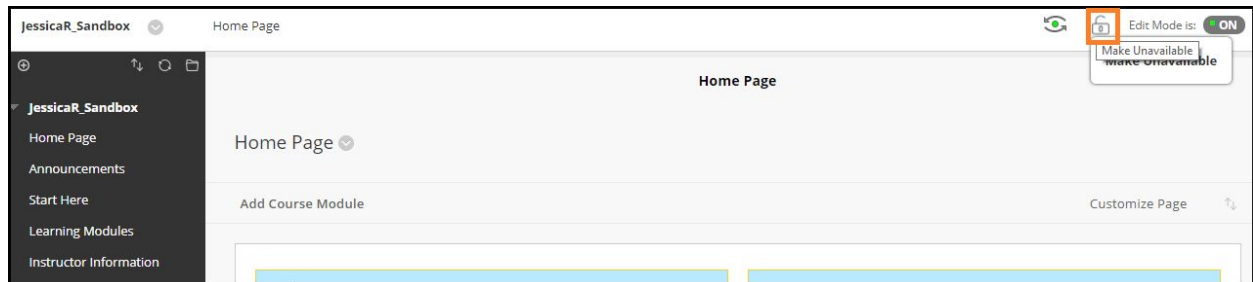 JessicaR_Sandbox Home Page Edit Mode is: ON
Make Unavailable
Make Unavailable
Home Page
JessicaR_Sandbox
Home Page
Home Page
Announcements
Start Here
Add Course Module Customize Page
Learning Modules
Instructor Information